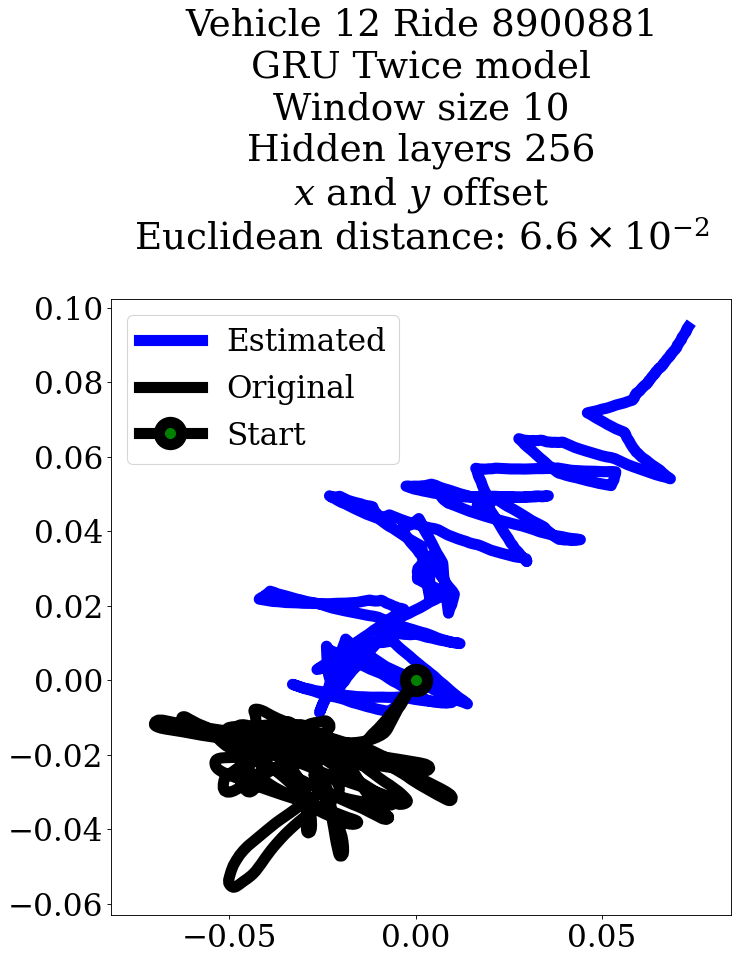 Vehicle 12 Ride 8900881
GRU Twice model
Window size 10
Hidden layers 256
x and y offset
Euclidean distance: 6.6 × 10⁻²
0.10
0.08
0.06
0.04
0.02
0.00
−0.02
−0.04
−0.06
Estimated
Original
Start
−0.05 0.00 0.05